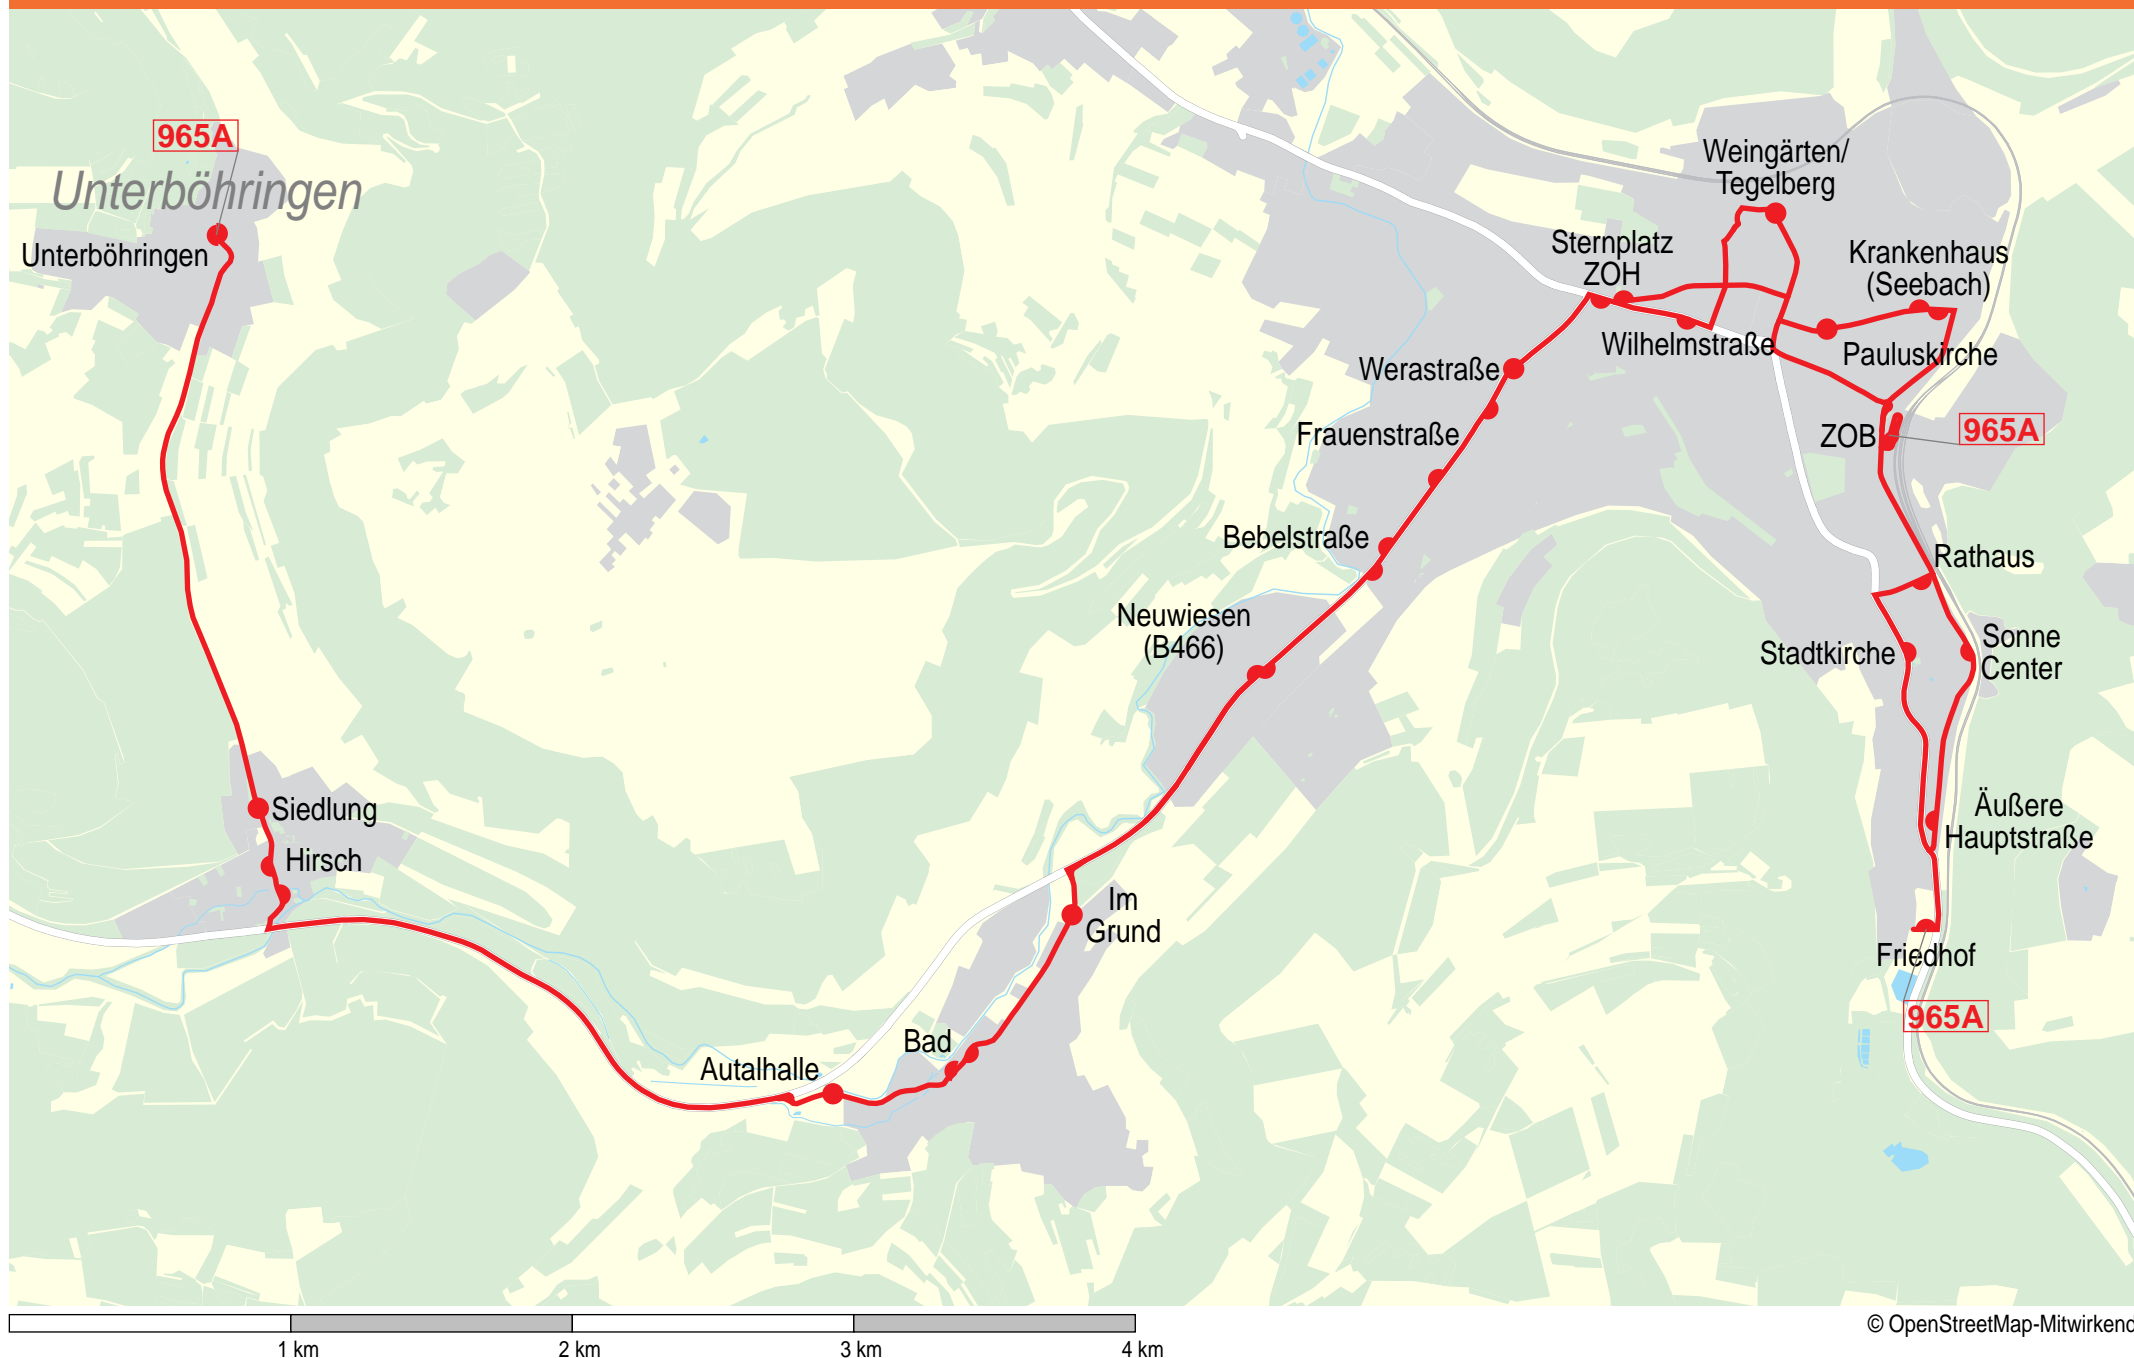 965A
Unterböhringen
Unterböhringen
Weingärten/
Tegelberg
Sternplatz
ZOH
Krankenhaus
(Seebach)
Wilhelmstraße
Pauluskirche
Werastraße
Frauenstraße
ZOB
965A
Bebelstraße
Rathaus
Neuwiesen
(B466)
Stadtkirche
Sonne
Center
Siedlung
Hirsch
Äußere
Hauptstraße
Im
Grund
Friedhof
965A
Bad
Autalhalle
1 km
2 km
3 km
4 km
© OpenStreetMap-Mitwirkend